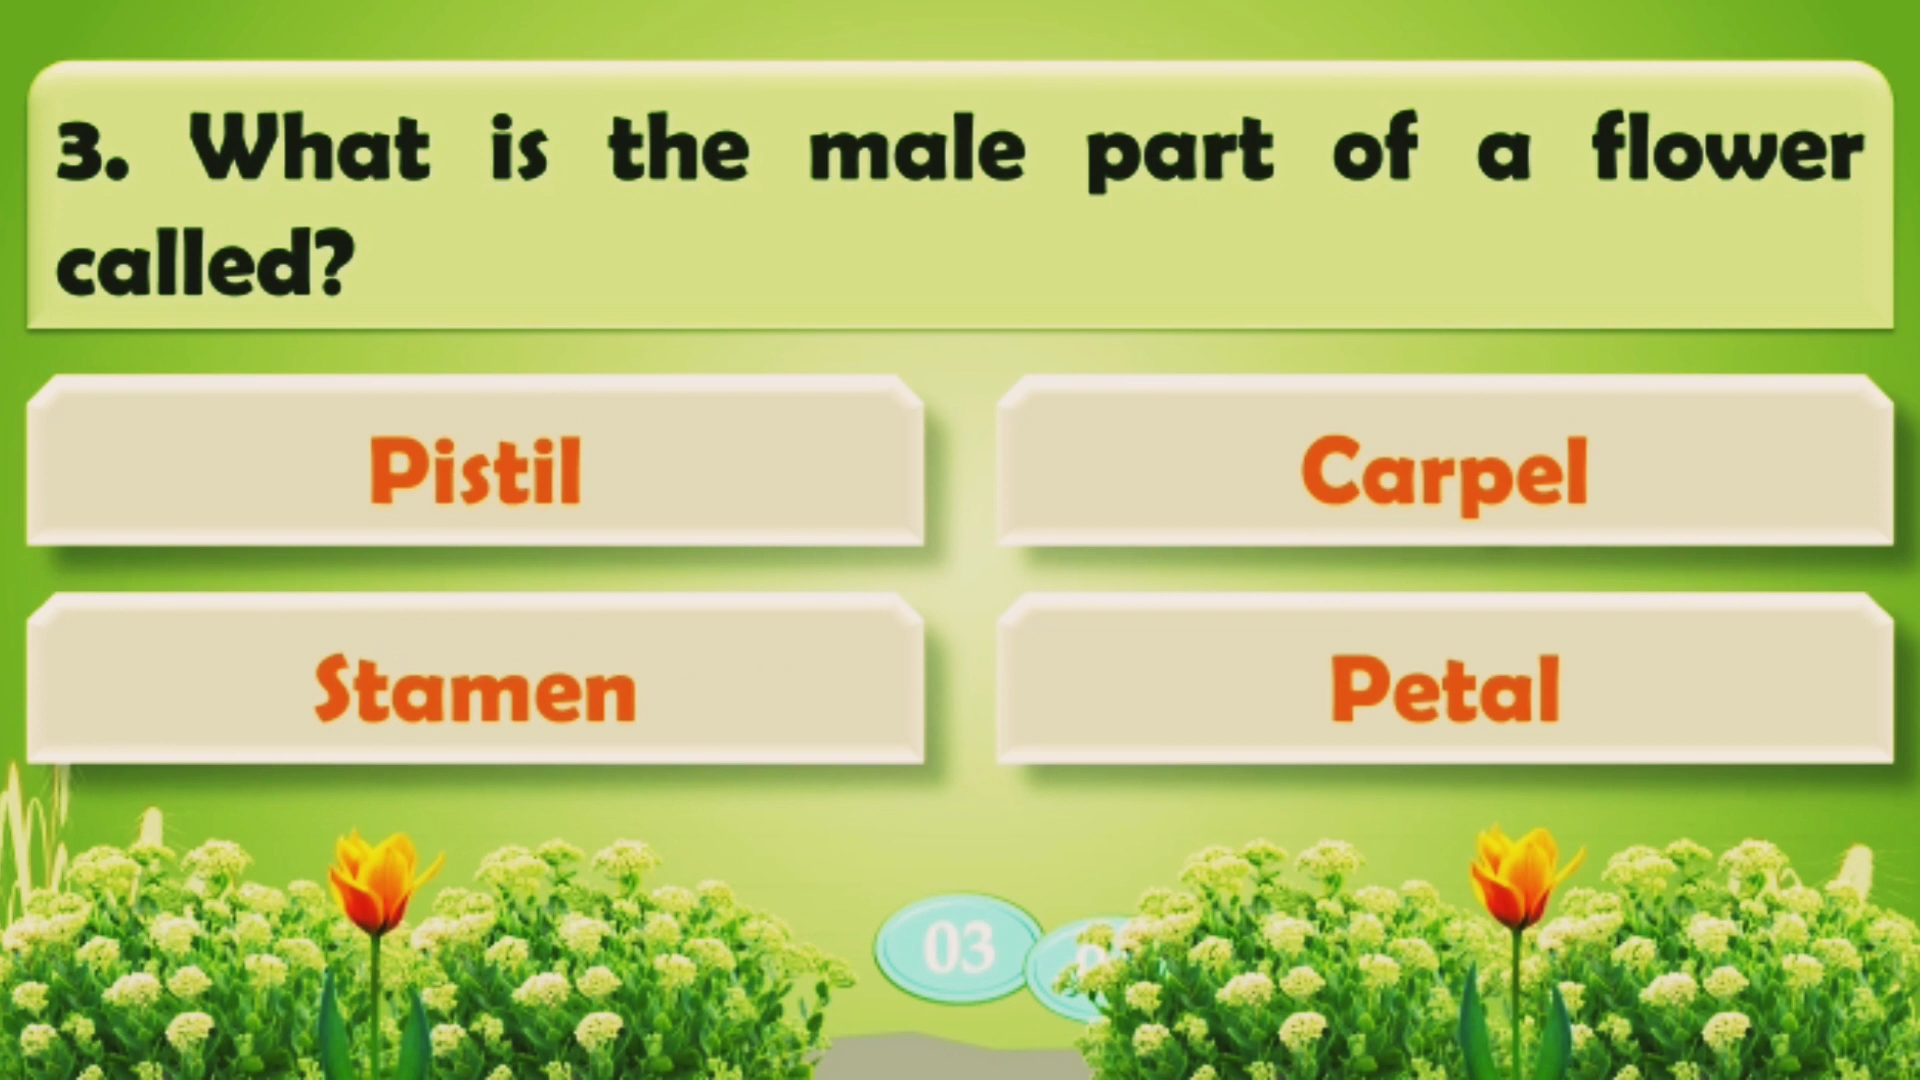 3. What is the male part of a flower
called?
Pistil
Carpel
Stamen
Petal
03